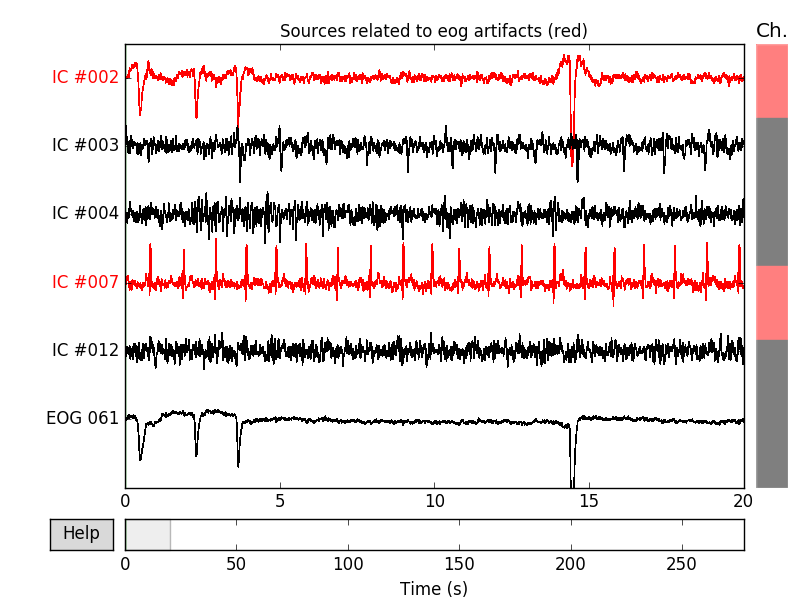 Sources related to eog artifacts (red)
Ch.
IC #002
IC #003
IC #004
IC #007
IC #012
EOG 061
0 5 10 15 20
Help
0 50 100 150 200 250
Time (s)